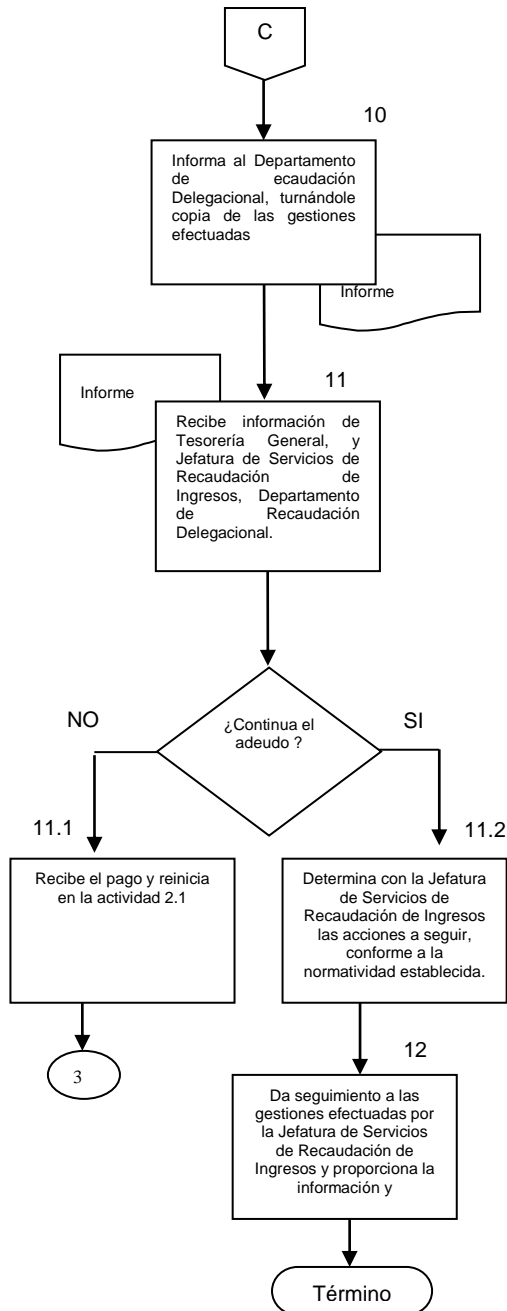 C
10
Informa al Departamento
de ecaudación
Delegacional, turnándole
copia de las gestiones
efectuadas
Informe
Informe
11
Recibe información de
Tesorería General, y
Jefatura de Servicios de
Recaudación de
Ingresos, Departamento
de Recaudación
Delegacional.
¿Continua el
adeudo ?
NO
SI
11.1
11.2
Recibe el pago y reinicia
en la actividad 2.1
Determina con la Jefatura
de Servicios de
Recaudación de Ingresos
las acciones a seguir,
conforme a la
normatividad establecida.
3
12
Da seguimiento a las
gestiones efectuadas por
la Jefatura de Servicios
de Recaudación de
Ingresos y proporciona la
información y
Término